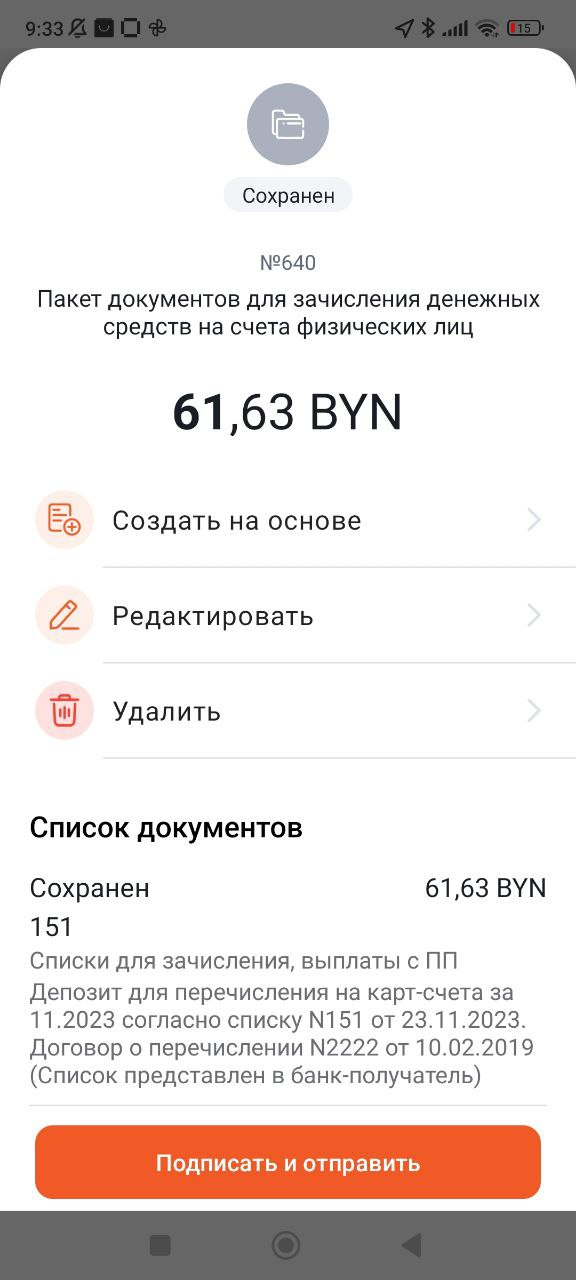 9:33
15
Сохранен
№640
Пакет документов для зачисления денежных
средств на счета физических лиц
61,63 BYN
Создать на основе
Редактировать
Удалить
Список документов
Сохранен 61,63 BYN
151
Списки для зачисления, выплаты с ПП
Депозит для перечисления на карт-счета за
11.2023 согласно списку N151 от 23.11.2023.
Договор о перечислении N2222 от 10.02.2019
(Список представлен в банк-получатель)
Подписать и отправить